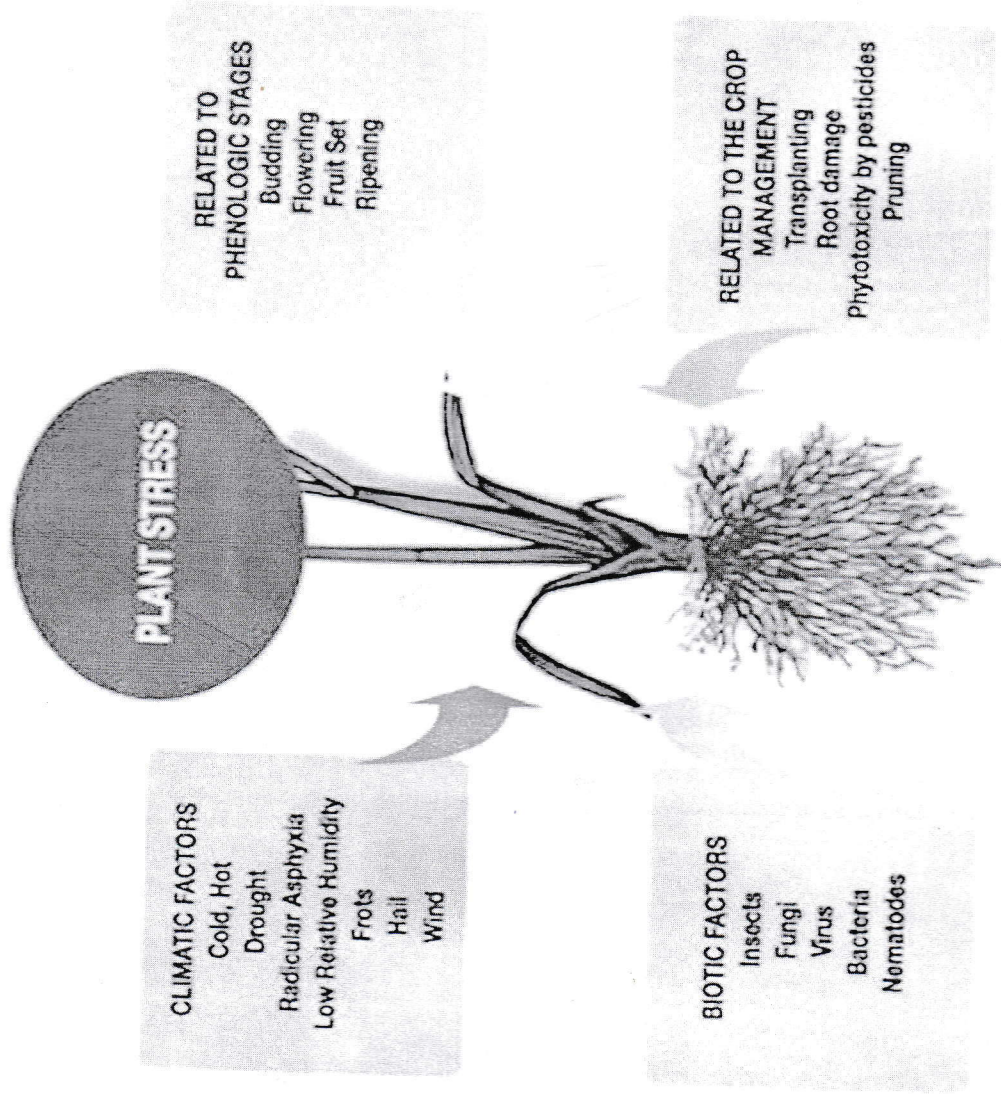 PLANT STRESS
CLIMATIC FACTORS
Cold, Hot
Drought
Radicular Asphyxia
Low Relative Humidity
Frots
Hail
Wind
RELATED TO
PHENOLOGIC STAGES
Budding
Flowering
Fruit Set
Ripening
BIOTIC FACTORS
Insects
Fungi
Virus
Bacteria
Nematodes
RELATED TO THE CROP
MANAGEMENT
Transplanting
Root damage
Phytotoxicity by pesticides
Pruning